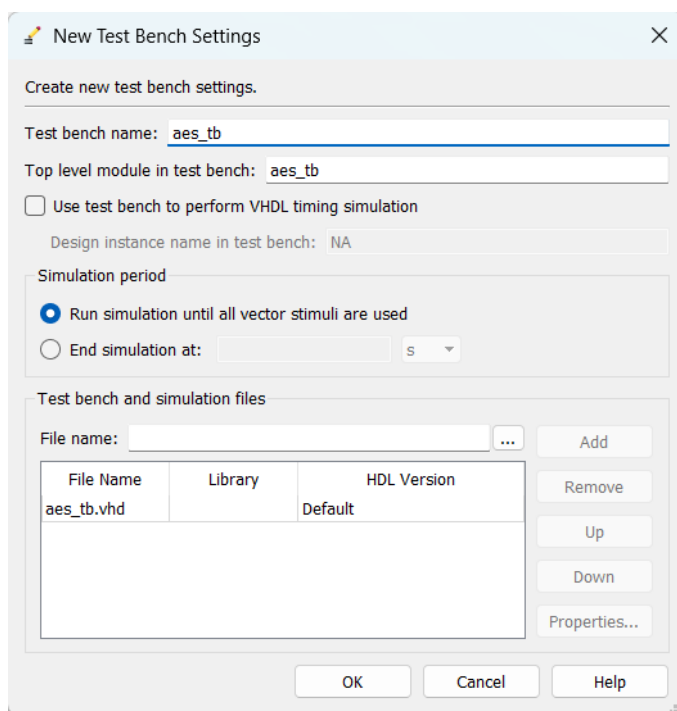 New Test Bench Settings
Create new test bench settings.
Test bench name: aes_tb
Top level module in test bench: aes_tb
Use test bench to perform VHDL timing simulation
Design instance name in test bench: NA
Simulation period
Run simulation until all vector stimuli are used
End simulation at: s
Test bench and simulation files
File name: ... Add
File Name Library HDL Version
Remove
aes_tb.vhd Default
Up
Down
Properties...
OK Cancel Help